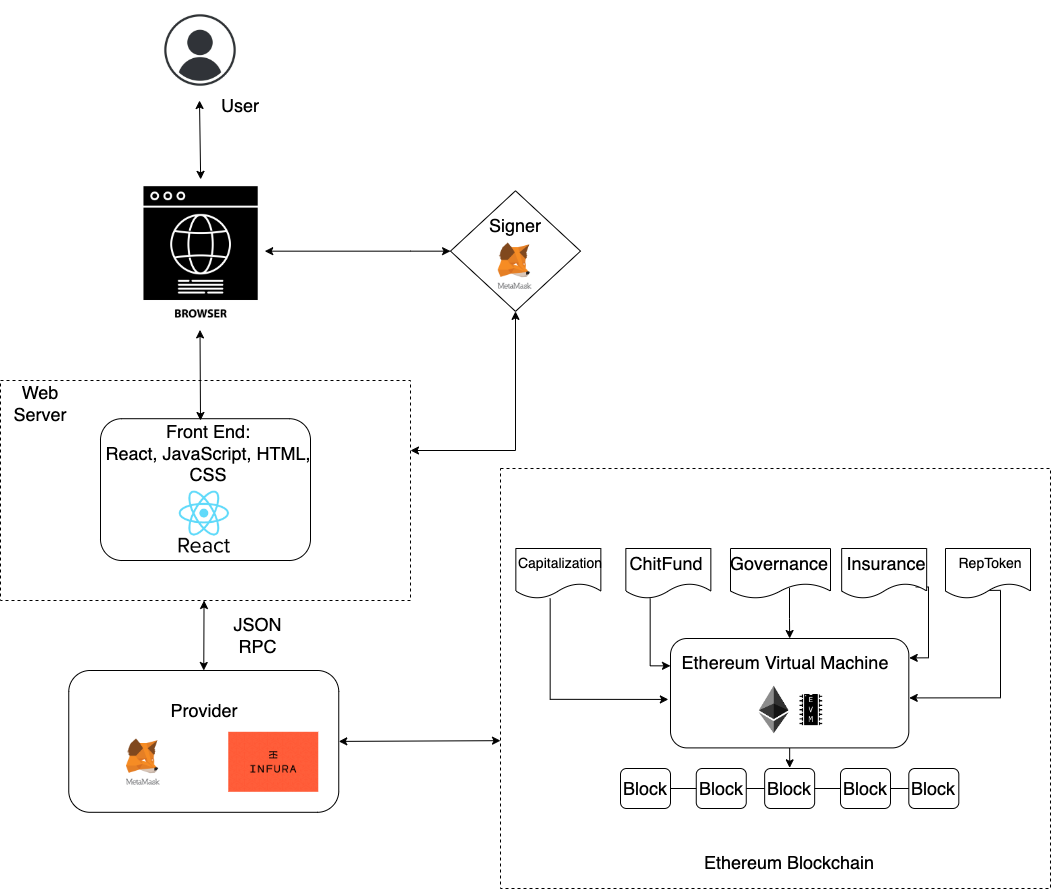 User
Signer
MetaMask
BROWSER
Web
Server
Front End:
React, JavaScript, HTML,
CSS
React
JSON
RPC
Provider
MetaMask
INFURA
Capitalization
ChitFund
Governance
Insurance
RepToken
Ethereum Virtual Machine
E
V
M
Block
Block
Block
Block
Block
Ethereum Blockchain